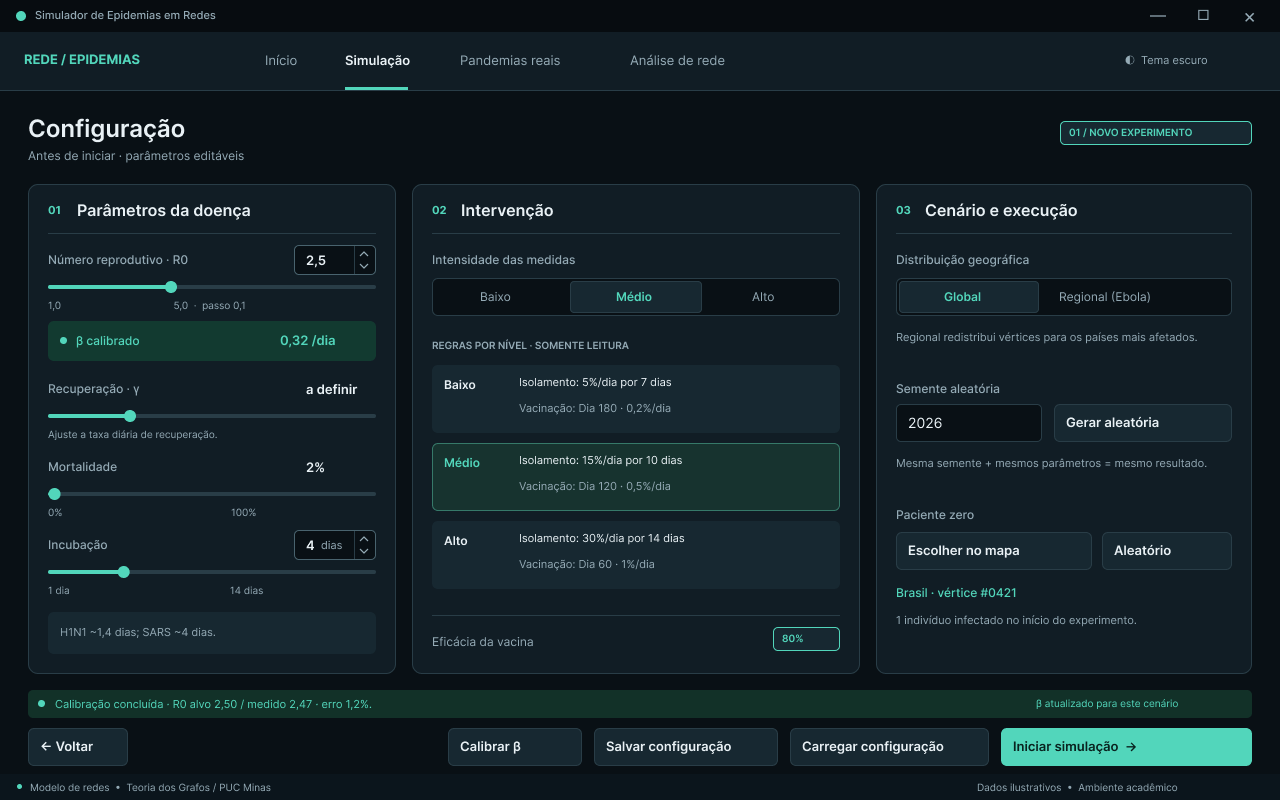 Simulador de Epidemias em Redes
REDE / EPIDEMIAS
Início
Simulação
Pandemias reais
Análise de rede
Tema escuro
Configuração
Antes de iniciar · parâmetros editáveis
01 / NOVO EXPERIMENTO
01 Parâmetros da doença
Número reprodutivo · R0
2,5
1,0
5,0 · passo 0,1
β calibrado
0,32 /dia
Recuperação · γ
a definir
Ajuste a taxa diária de recuperação.
Mortalidade
2%
0%
100%
Incubação
4 dias
1 dia
14 dias
H1N1 ~1,4 dias; SARS ~4 dias.
02 Intervenção
Intensidade das medidas
Baixo
Médio
Alto
REGRAS POR NÍVEL · SOMENTE LEITURA
Baixo
Isolamento: 5%/dia por 7 dias
Vacinação: Dia 180 · 0,2%/dia
Médio
Isolamento: 15%/dia por 10 dias
Vacinação: Dia 120 · 0,5%/dia
Alto
Isolamento: 30%/dia por 14 dias
Vacinação: Dia 60 · 1%/dia
Eficácia da vacina
80%
03 Cenário e execução
Distribuição geográfica
Global
Regional (Ebola)
Regional redistribui vértices para os países mais afetados.
Semente aleatória
2026
Gerar aleatória
Mesma semente + mesmos parâmetros = mesmo resultado.
Paciente zero
Escolher no mapa
Aleatório
Brasil · vértice #0421
1 indivíduo infectado no início do experimento.
Calibração concluída · R0 alvo 2,50 / medido 2,47 · erro 1,2%.
β atualizado para este cenário
← Voltar
Calibrar β
Salvar configuração
Carregar configuração
Iniciar simulação →
Modelo de redes • Teoria dos Grafos / PUC Minas
Dados ilustrativos • Ambiente acadêmico